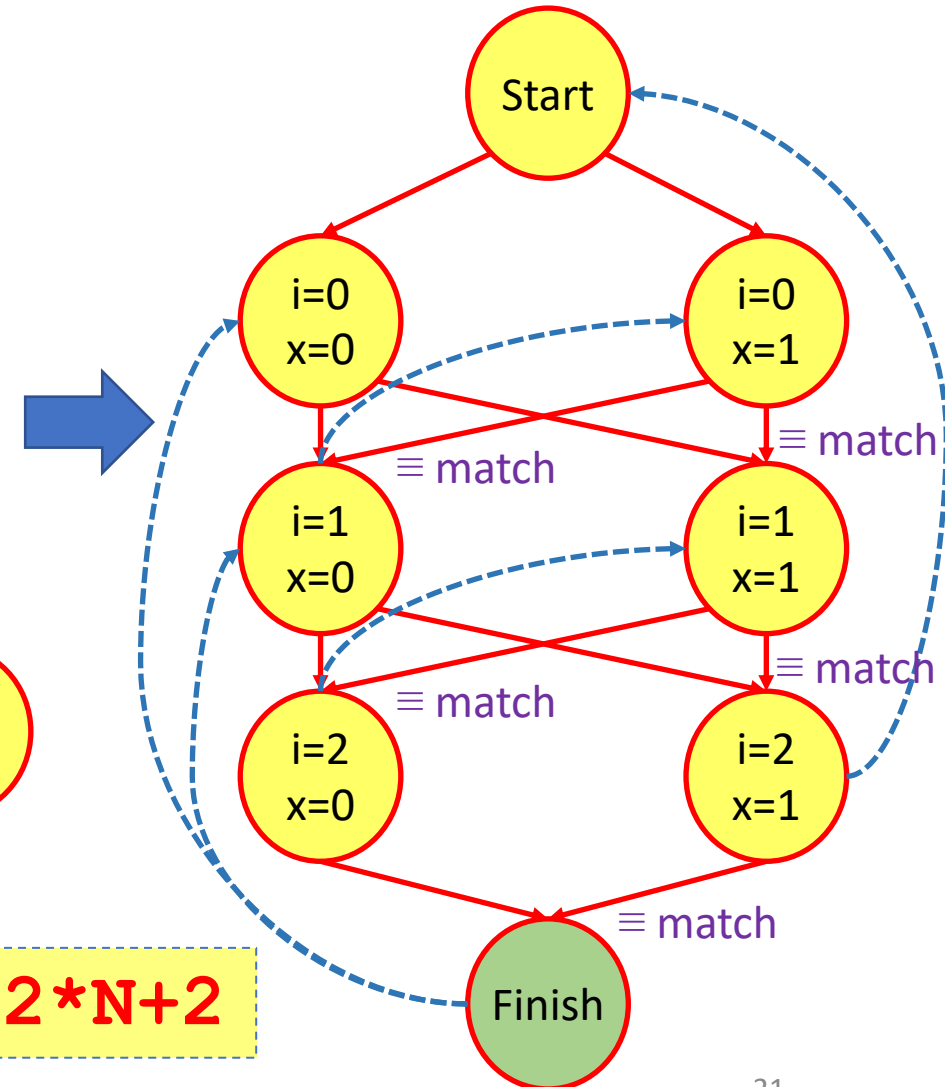 Start
i=0
x=0
i=0
x=1
≡ match
≡ match
i=1
x=0
i=1
x=1
≡ match
≡ match
i=2
x=0
i=2
x=1
≡ match
2*N+2
Finish